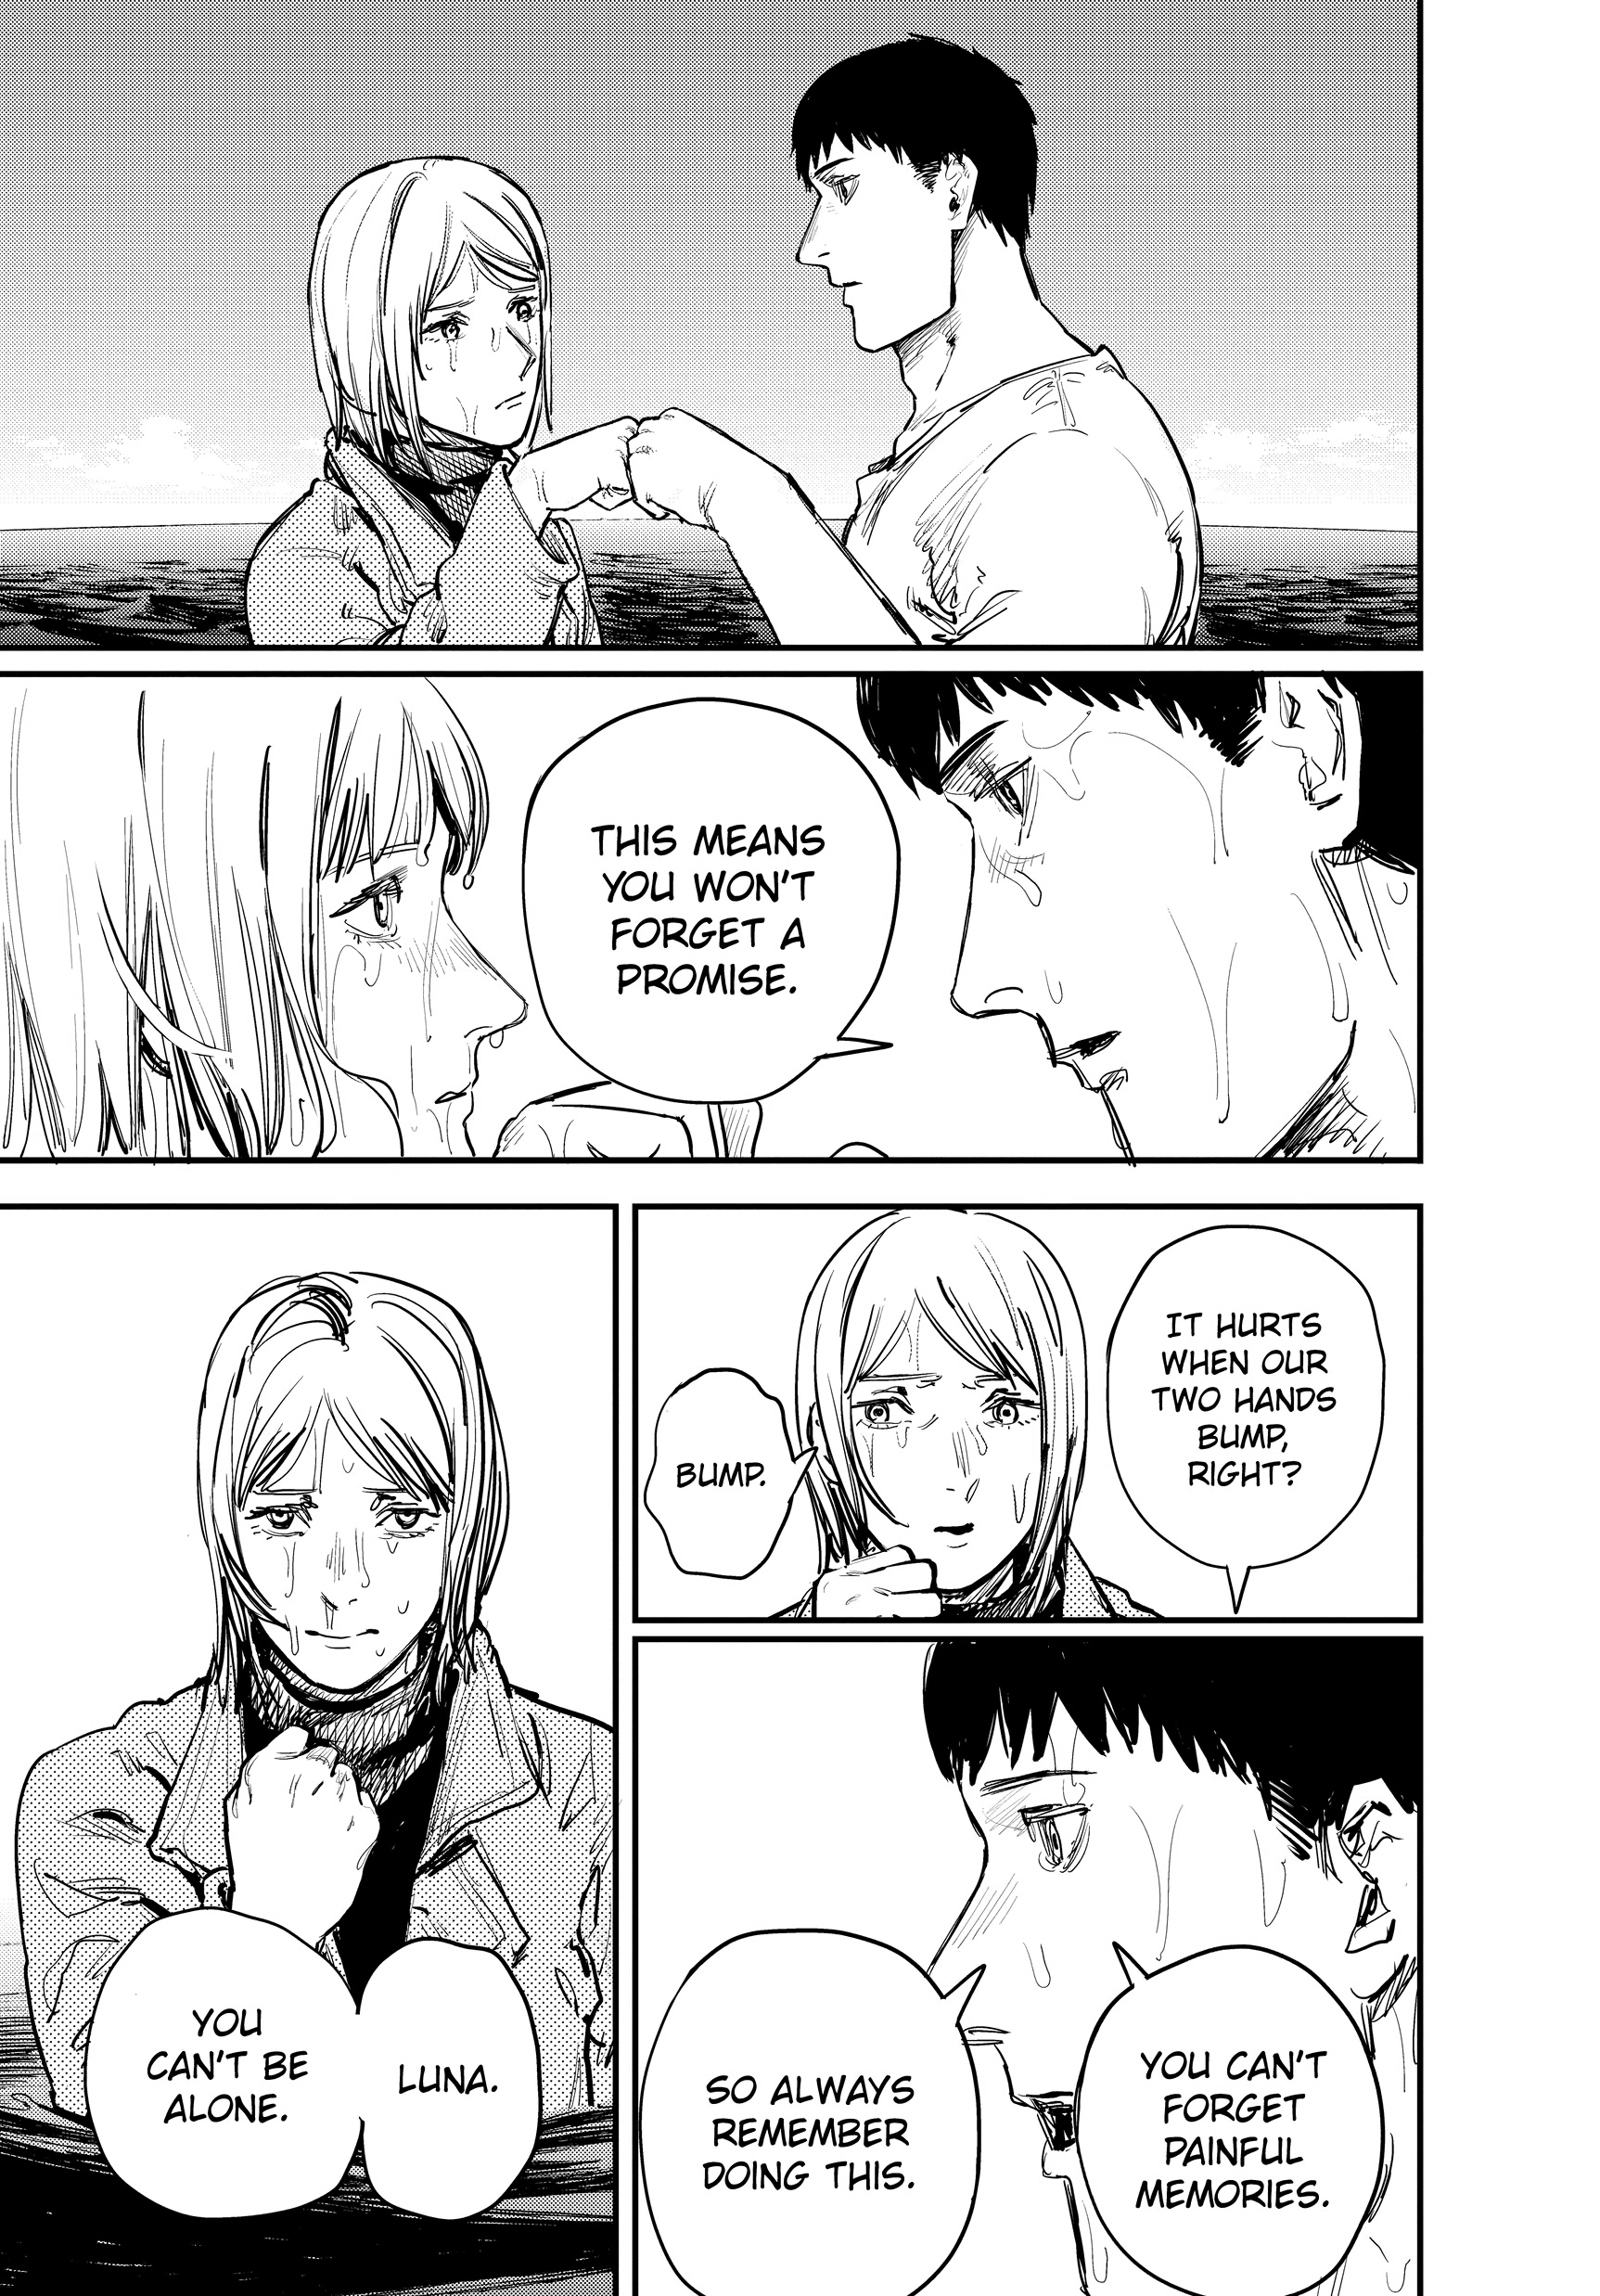 THIS MEANS
YOU WON'T
FORGET A
PROMISE.
IT HURTS
WHEN OUR
TWO HANDS
BUMP,
RIGHT?
BUMP.
YOU CAN'T
FORGET
PAINFUL
MEMORIES.
SO ALWAYS
REMEMBER
DOING THIS.
LUNA.
YOU
CAN'T BE
ALONE.